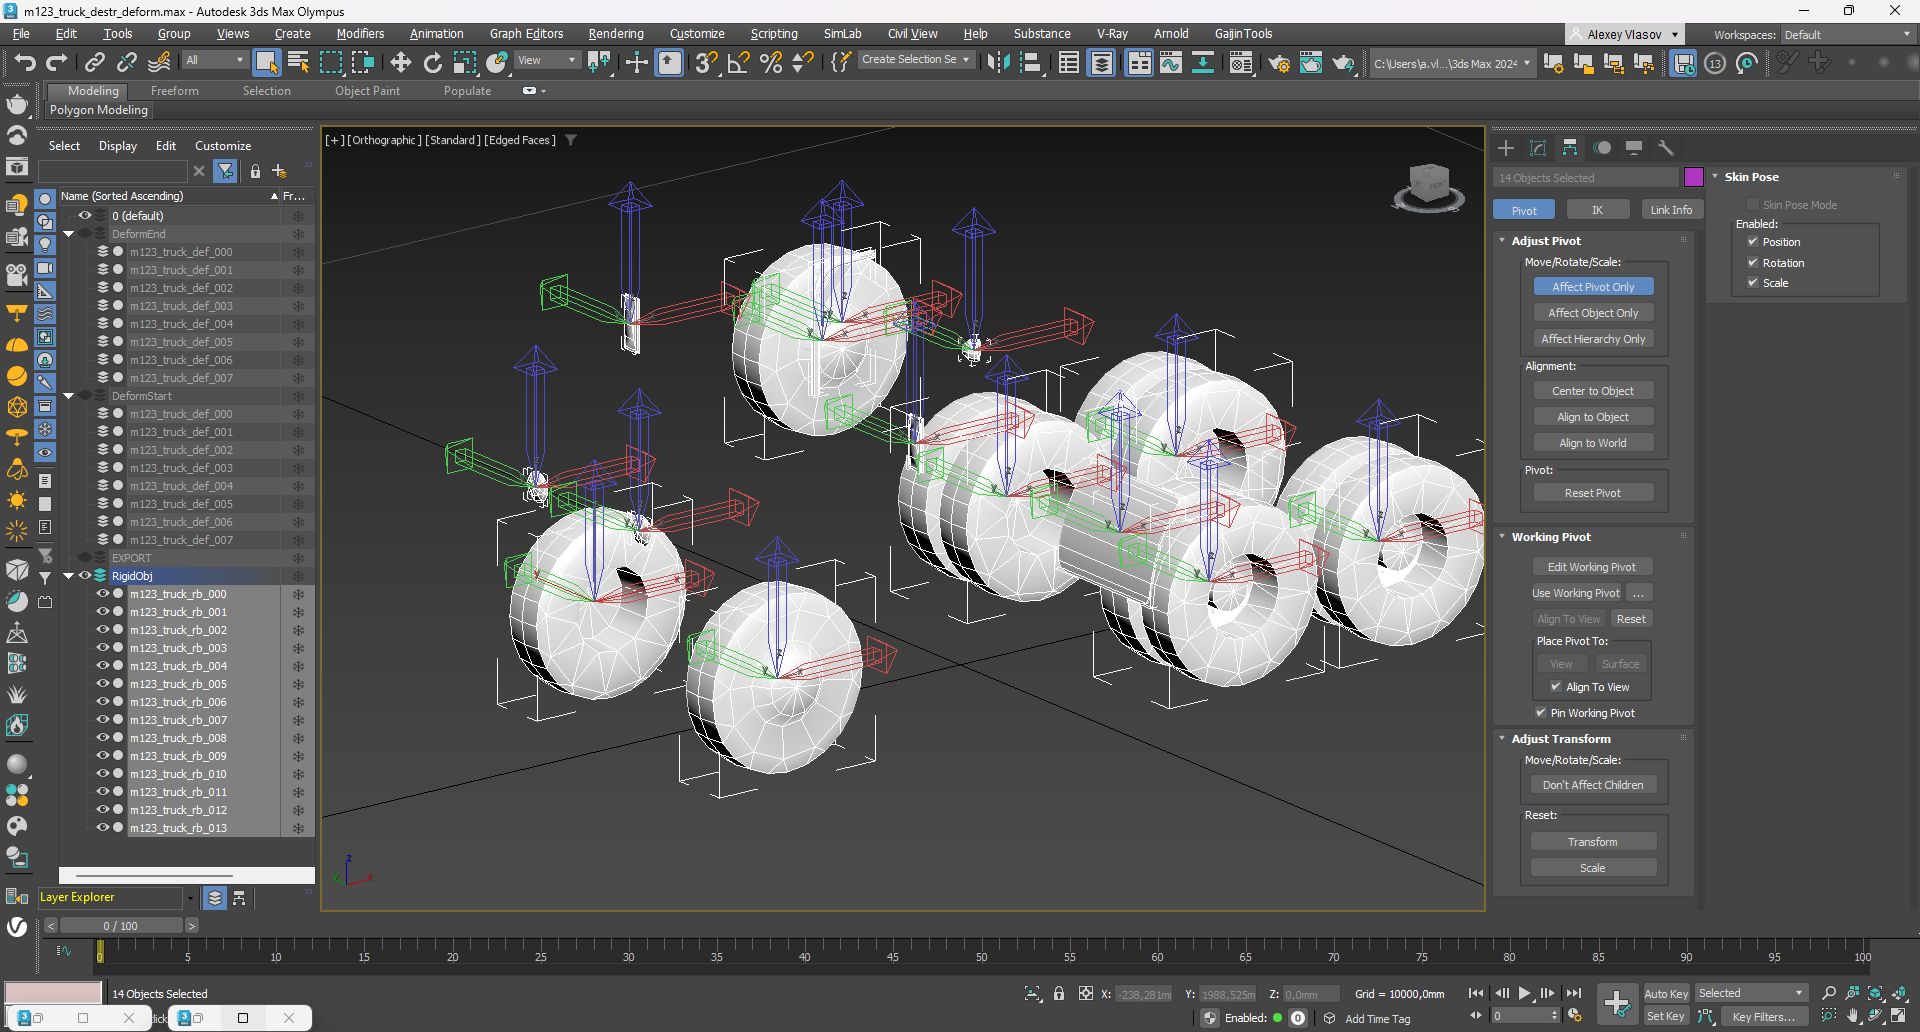 m123_truck_destr_deform.max - Autodesk 3ds Max Olympus
File Edit Tools Group Views Create Modifiers Animation Graph Editors Rendering Customize Scripting SimLab Civil View Help Substance V-Ray Arnold GaijinTools Alexey Vlasov Workspaces: Default
All View Create Selection Se C:\Users\a.vl...\3ds Max 2024 13
Modeling Freeform Selection Object Paint Populate
Polygon Modeling
[+] [Orthographic] [Standard] [Edged Faces]
Select Display Edit Customize
Name (Sorted Ascending) Fr...
0 (default)
DeformEnd
m123_truck_def_000
m123_truck_def_001
m123_truck_def_002
m123_truck_def_003
m123_truck_def_004
m123_truck_def_005
m123_truck_def_006
m123_truck_def_007
DeformStart
m123_truck_def_000
m123_truck_def_001
m123_truck_def_002
m123_truck_def_003
m123_truck_def_004
m123_truck_def_005
m123_truck_def_006
m123_truck_def_007
EXPORT
RigidObj
m123_truck_rb_000
m123_truck_rb_001
m123_truck_rb_002
m123_truck_rb_003
m123_truck_rb_004
m123_truck_rb_005
m123_truck_rb_006
m123_truck_rb_007
m123_truck_rb_008
m123_truck_rb_009
m123_truck_rb_010
m123_truck_rb_011
m123_truck_rb_012
m123_truck_rb_013
Layer Explorer
14 Objects Selected
Pivot IK Link Info
Adjust Pivot
Move/Rotate/Scale:
Affect Pivot Only
Affect Object Only
Affect Hierarchy Only
Alignment:
Center to Object
Align to Object
Align to World
Pivot:
Reset Pivot
Working Pivot
Edit Working Pivot
Use Working Pivot ...
Align To View Reset
Place Pivot To:
View Surface
Align To View
Pin Working Pivot
Adjust Transform
Move/Rotate/Scale:
Don't Affect Children
Reset:
Transform
Scale
Skin Pose
Skin Pose Mode
Enabled:
Position
Rotation
Scale
< 0 / 100 >
0 5 10 15 20 25 30 35 40 45 50 55 60 65 70 75 80 85 90 95 100
14 Objects Selected X: -238,281m Y: 1988,525m Z: 0,0mm Grid = 10000,0mm Auto Key Selected
Enabled: 0 Add Time Tag 0 Set Key Key Filters...